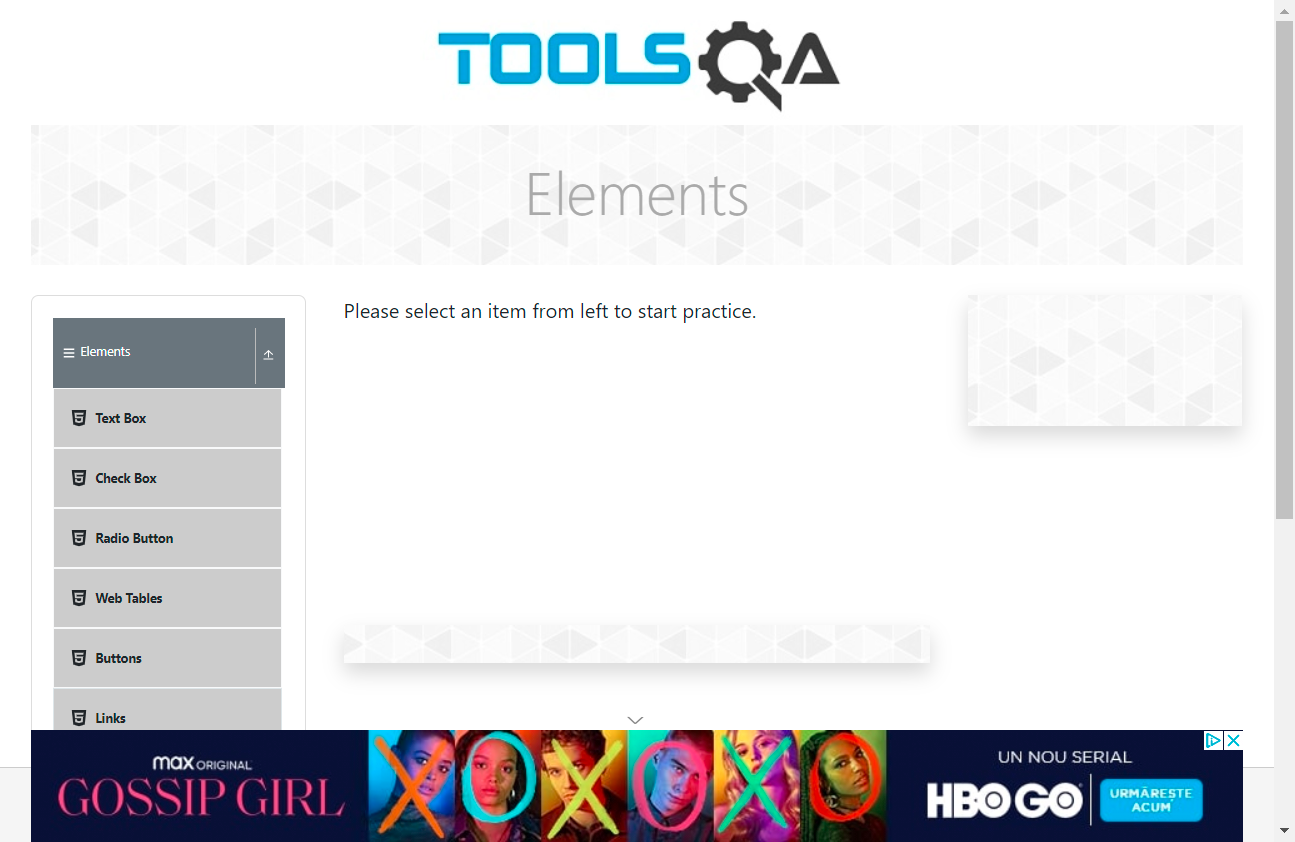 TOOLSQA
Elements
Please select an item from left to start practice.
Elements
Text Box
Check Box
Radio Button
Web Tables
Buttons
Links
max ORIGINAL
GOSSIP GIRL
XOXOXO
UN NOU SERIAL
HBO GO
URMĂREȘTE
ACUM